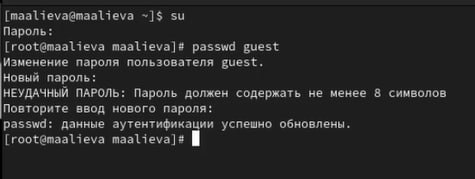 [maalieva@maalieva ~]$ su
Пароль:
[root@maalieva maalieva]# passwd guest
Изменение пароля пользователя guest.
Новый пароль:
НЕУДАЧНЫЙ ПАРОЛЬ: Пароль должен содержать не менее 8 символов
Повторите ввод нового пароля:
passwd: данные аутентификации успешно обновлены.
[root@maalieva maalieva]#